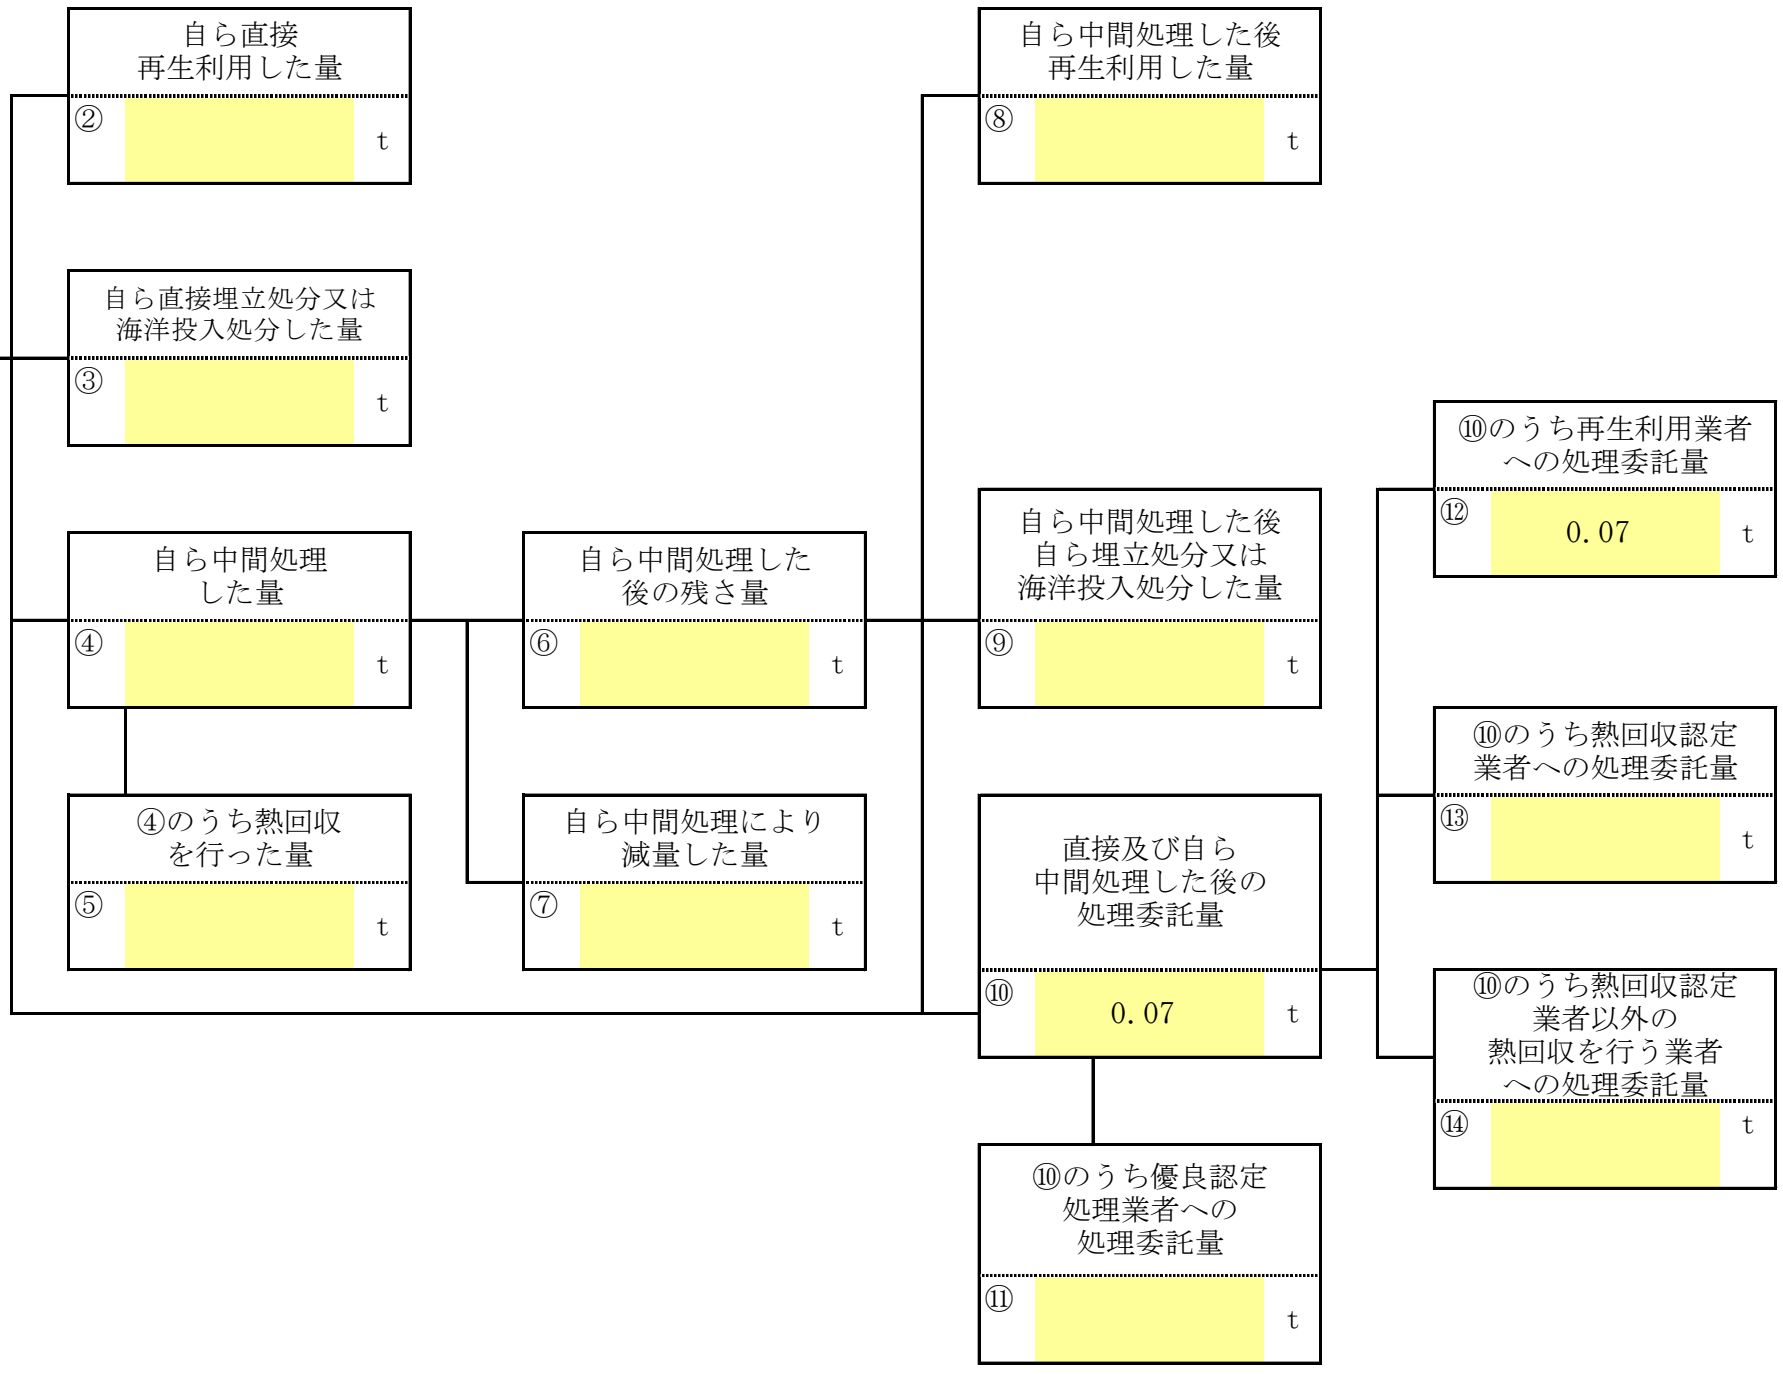 自ら直接
再生利用した量
②
t
自ら中間処理した後
再生利用した量
⑧
t
自ら直接埋立処分又は
海洋投入処分した量
③
t
⑩のうち再生利用業者
への処理委託量
⑫
0.07
t
自ら中間処理
した量
④
t
自ら中間処理した
後の残さ量
⑥
t
自ら中間処理した後
自ら埋立処分又は
海洋投入処分した量
⑨
t
⑩のうち熱回収認定
業者への処理委託量
⑬
t
④のうち熱回収
を行った量
⑤
t
自ら中間処理により
減量した量
⑦
t
直接及び自ら
中間処理した後の
処理委託量
⑩
0.07
t
⑩のうち熱回収認定
業者以外の
熱回収を行う業者
への処理委託量
⑭
t
⑩のうち優良認定
処理業者への
処理委託量
⑪
t